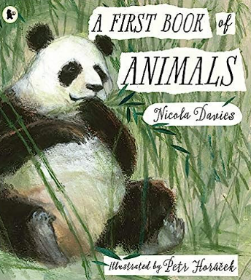 A FIRST BOOK of
ANIMALS
Nicola Davies
Illustrated by Petr Horáček